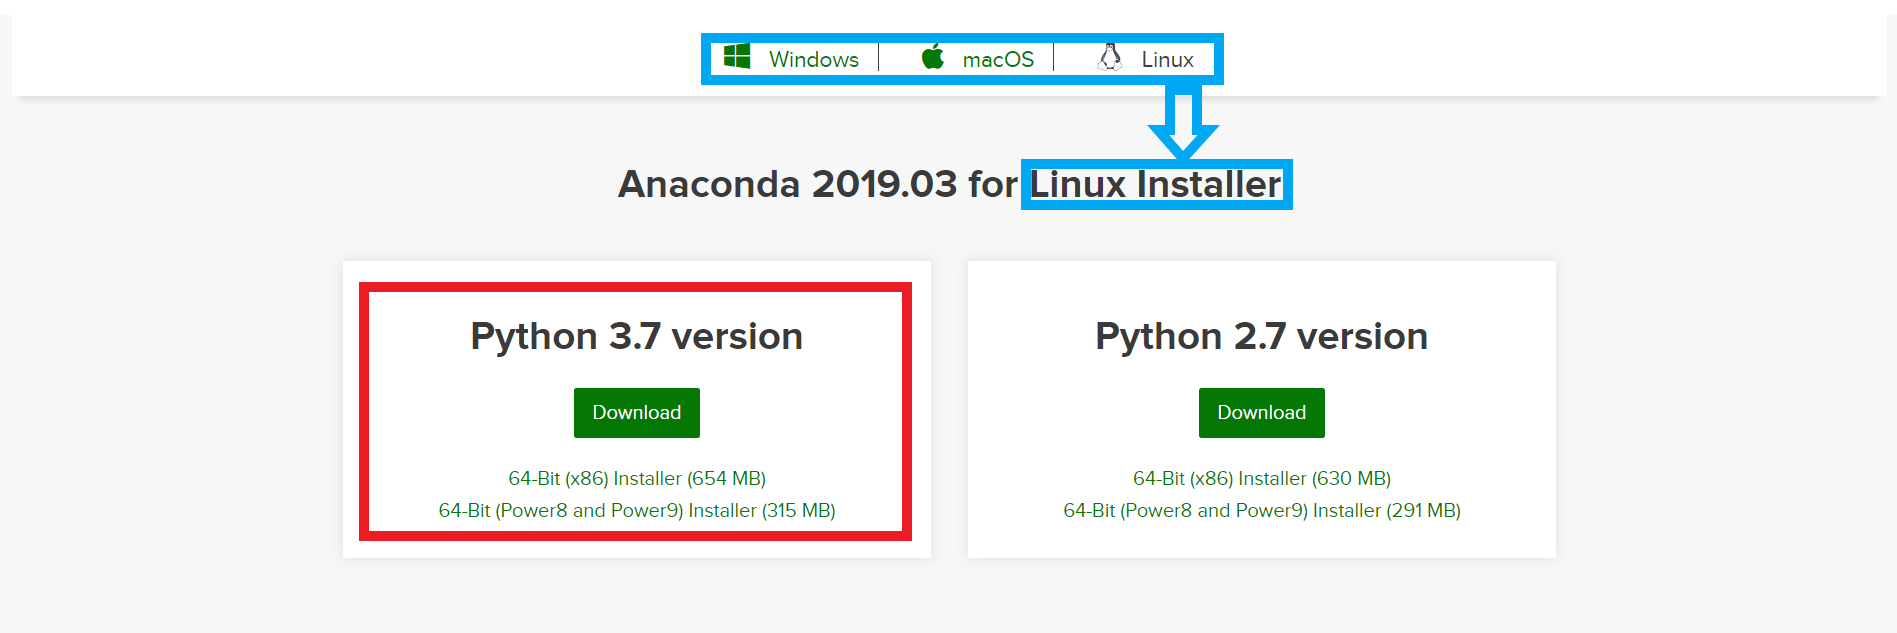 Windows macOS Linux
Anaconda 2019.03 for Linux Installer
Python 3.7 version
Download
64-Bit (x86) Installer (654 MB)
64-Bit (Power8 and Power9) Installer (315 MB)
Python 2.7 version
Download
64-Bit (x86) Installer (630 MB)
64-Bit (Power8 and Power9) Installer (291 MB)